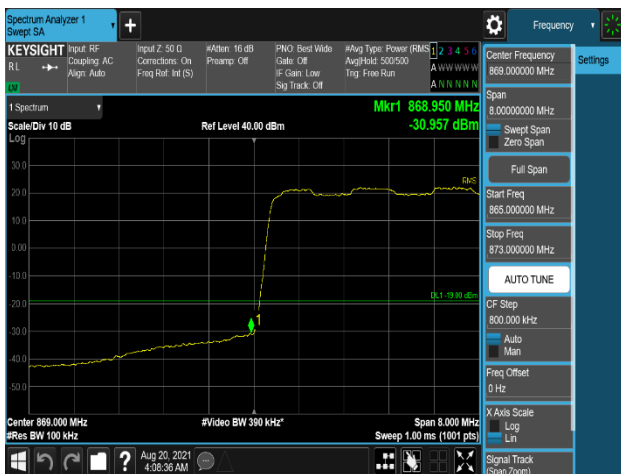 Spectrum Analyzer 1
Swept SA
+
Frequency
KEYSIGHT Input: RF Input Z: 50 Ω #Atten: 16 dB PNO: Best Wide #Avg Type: Power (RMS 1 2 3 4 5 6
RL Coupling: AC Corrections: On Preamp: Off Gate: Off Avg|Hold: 500/500 A W W W W W
Align: Auto Freq Ref: Int (S) IF Gain: Low Trig: Free Run
Sig Track: Off A N N N N N
1 Spectrum
Mkr1 868.950 MHz
Scale/Div 10 dB Ref Level 40.00 dBm -30.957 dBm
Log
30.0
RMS
20.0
10.0
0.00
-10.0
DL1 -19.00 dBm
-20.0
1
-30.0
-40.0
-50.0
Center 869.000 MHz #Video BW 390 kHz* Span 8.000 MHz
#Res BW 100 kHz Sweep 1.00 ms (1001 pts)
? Aug 20, 2021
4:08:36 AM
Center Frequency
869.000000 MHz
Settings
Span
8.00000000 MHz
Swept Span
Zero Span
Full Span
Start Freq
865.000000 MHz
Stop Freq
873.000000 MHz
AUTO TUNE
CF Step
800.000 kHz
Auto
Man
Freq Offset
0 Hz
X Axis Scale
Log
Lin
Signal Track
(Span Zoom)